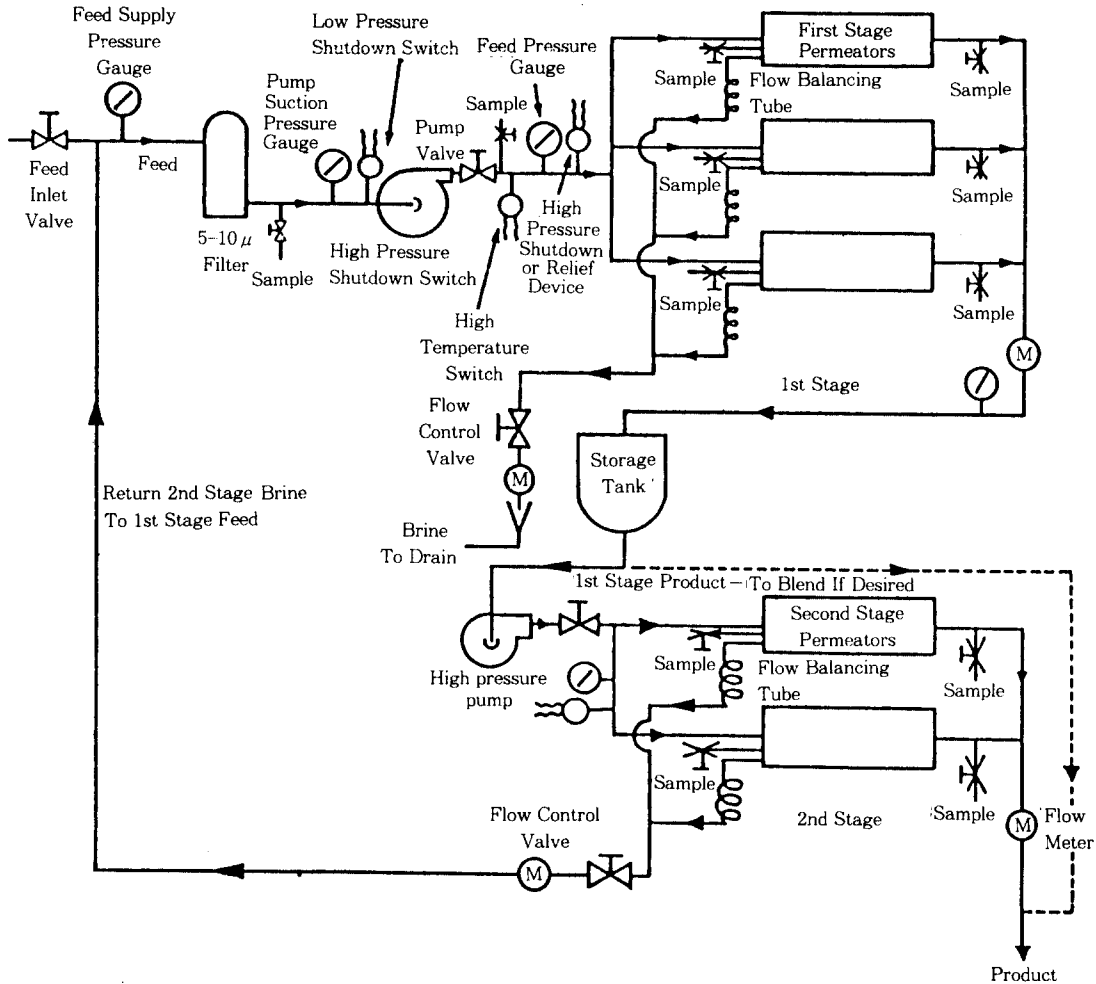 Feed Supply
Pressure
Gauge
Low Pressure
Shutdown Switch
Feed Pressure
Gauge
First Stage
Permeators
Sample
Flow Balancing
Tube
Sample
Pump
Suction
Pressure
Gauge
Sample
Pump
Valve
Feed
Inlet
Valve
Feed
5-10 μ
Filter
Sample
High Pressure
Shutdown Switch
High
Pressure
Shutdown
or Relief
Device
High
Temperature
Switch
Sample
Sample
Sample
Sample
M
1st Stage
Flow
Control
Valve
M
Brine
To Drain
Storage
Tank
Return 2nd Stage Brine
To 1st Stage Feed
1st Stage Product – To Blend If Desired
High pressure
pump
Second Stage
Permeators
Sample
Flow Balancing
Tube
Sample
Sample
Sample
2nd Stage
M
Flow
Meter
Flow Control
Valve
M
Product